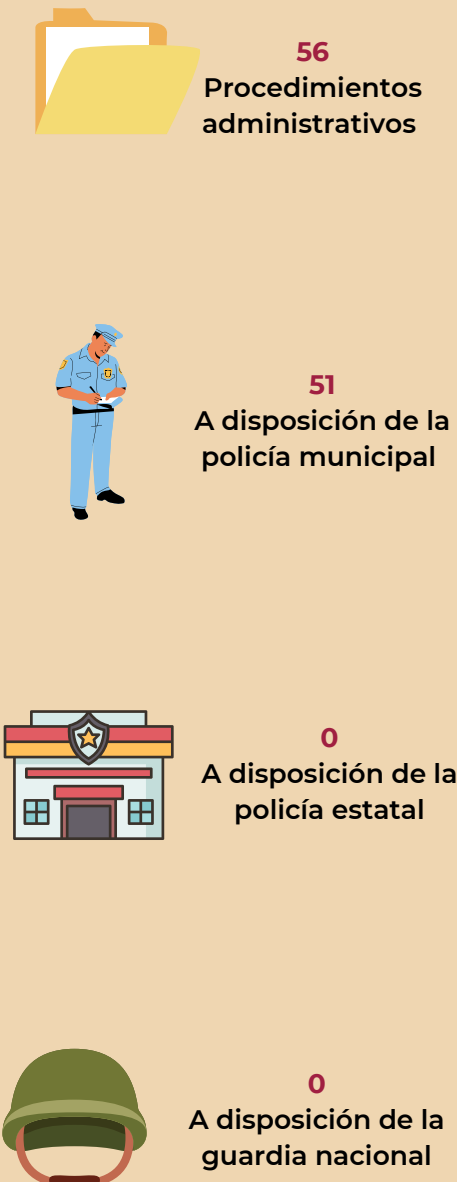 56
Procedimientos
administrativos
51
A disposición de la
policía municipal
0
A disposición de la
policía estatal
0
A disposición de la
guardia nacional